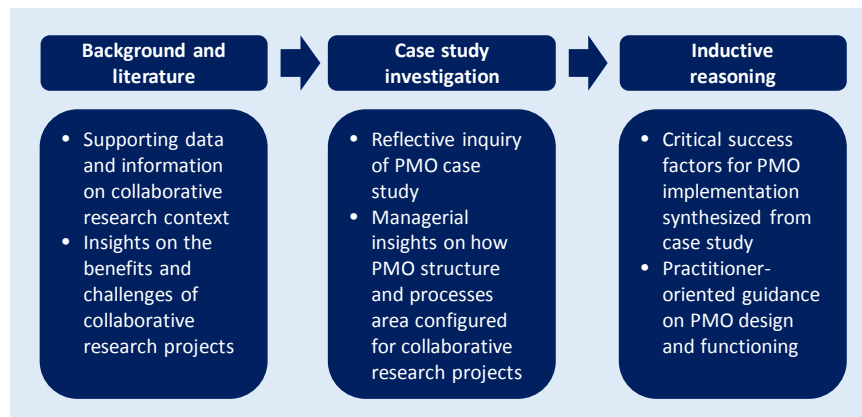 Background and
literature
Case study
investigation
Inductive
reasoning
• Supporting data
and information
on collaborative
research context
• Insights on the
benefits and
challenges of
collaborative
research projects
• Reflective inquiry
of PMO case
study
• Managerial
insights on how
PMO structure
and processes
area configured
for collaborative
research projects
• Critical success
factors for PMO
implementation
synthesized from
case study
• Practitioner-
oriented guidance
on PMO design
and functioning